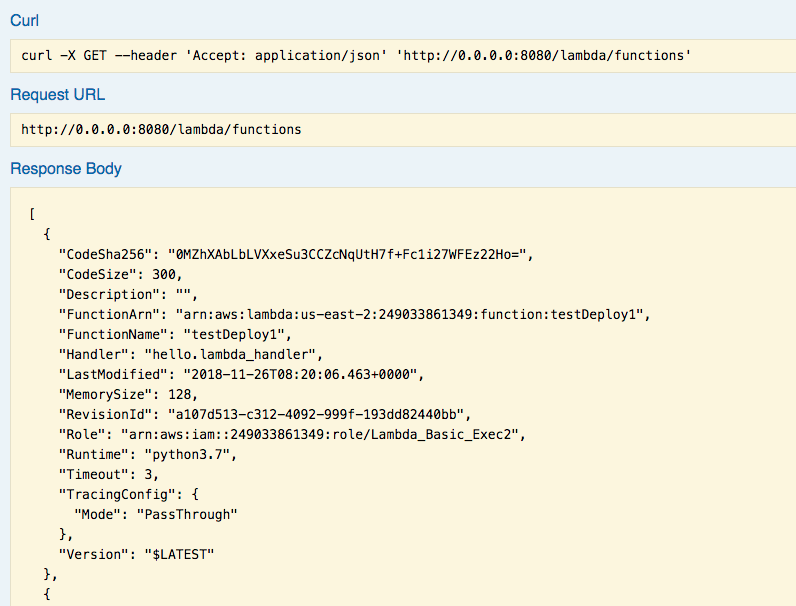 Curl
curl -X GET --header 'Accept: application/json' 'http://0.0.0.0:8080/lambda/functions'
Request URL
http://0.0.0.0:8080/lambda/functions
Response Body
[
  {
    "CodeSha256": "0MZhXAbLbLVXxeSu3CCZcNqUtH7f+Fc1i27WFEz22Ho=",
    "CodeSize": 300,
    "Description": "",
    "FunctionArn": "arn:aws:lambda:us-east-2:249033861349:function:testDeploy1",
    "FunctionName": "testDeploy1",
    "Handler": "hello.lambda_handler",
    "LastModified": "2018-11-26T08:20:06.463+0000",
    "MemorySize": 128,
    "RevisionId": "a107d513-c312-4092-999f-193dd82440bb",
    "Role": "arn:aws:iam::249033861349:role/Lambda_Basic_Exec2",
    "Runtime": "python3.7",
    "Timeout": 3,
    "TracingConfig": {
      "Mode": "PassThrough"
    },
    "Version": "$LATEST"
  },
  {